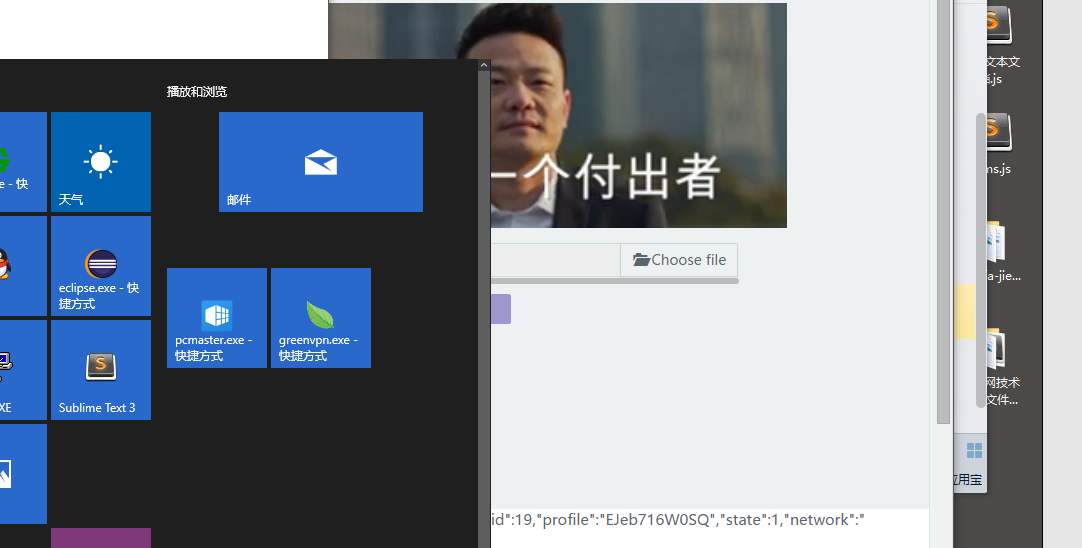 播放和浏览
e - 快
天气
邮件
eclipse.exe - 快
捷方式
pcmaster.exe -
快捷方式
greenvpn.exe -
快捷方式
XE
Sublime Text 3
一个付出者
Choose file
id":19,"profile":"EJeb716W0SQ","state":1,"network":"
文本文
.js
ms.js
a-jie...
网技术
文件...
应用宝